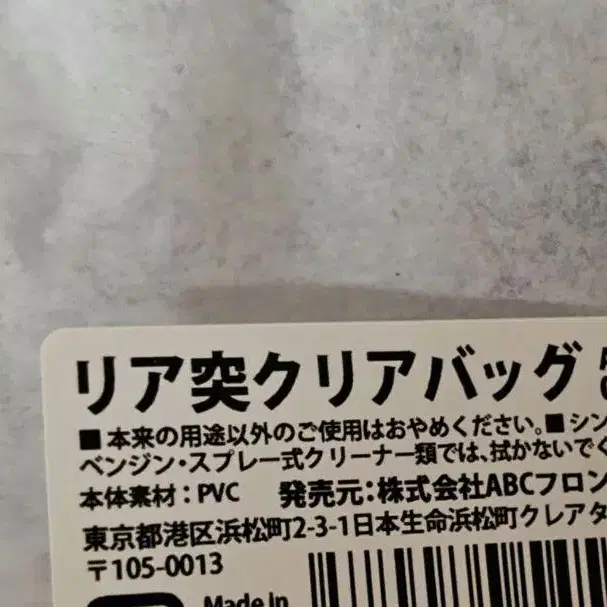 リア突クリアバッグ
■本来の用途以外のご使用はおやめください。■シン
ベンジン・スプレー式クリーナー類では、拭かないでく
本体素材：PVC　発売元：株式会社ABCフロン
東京都港区浜松町2-3-1日本生命浜松町クレアタ
〒105-0013
Made in